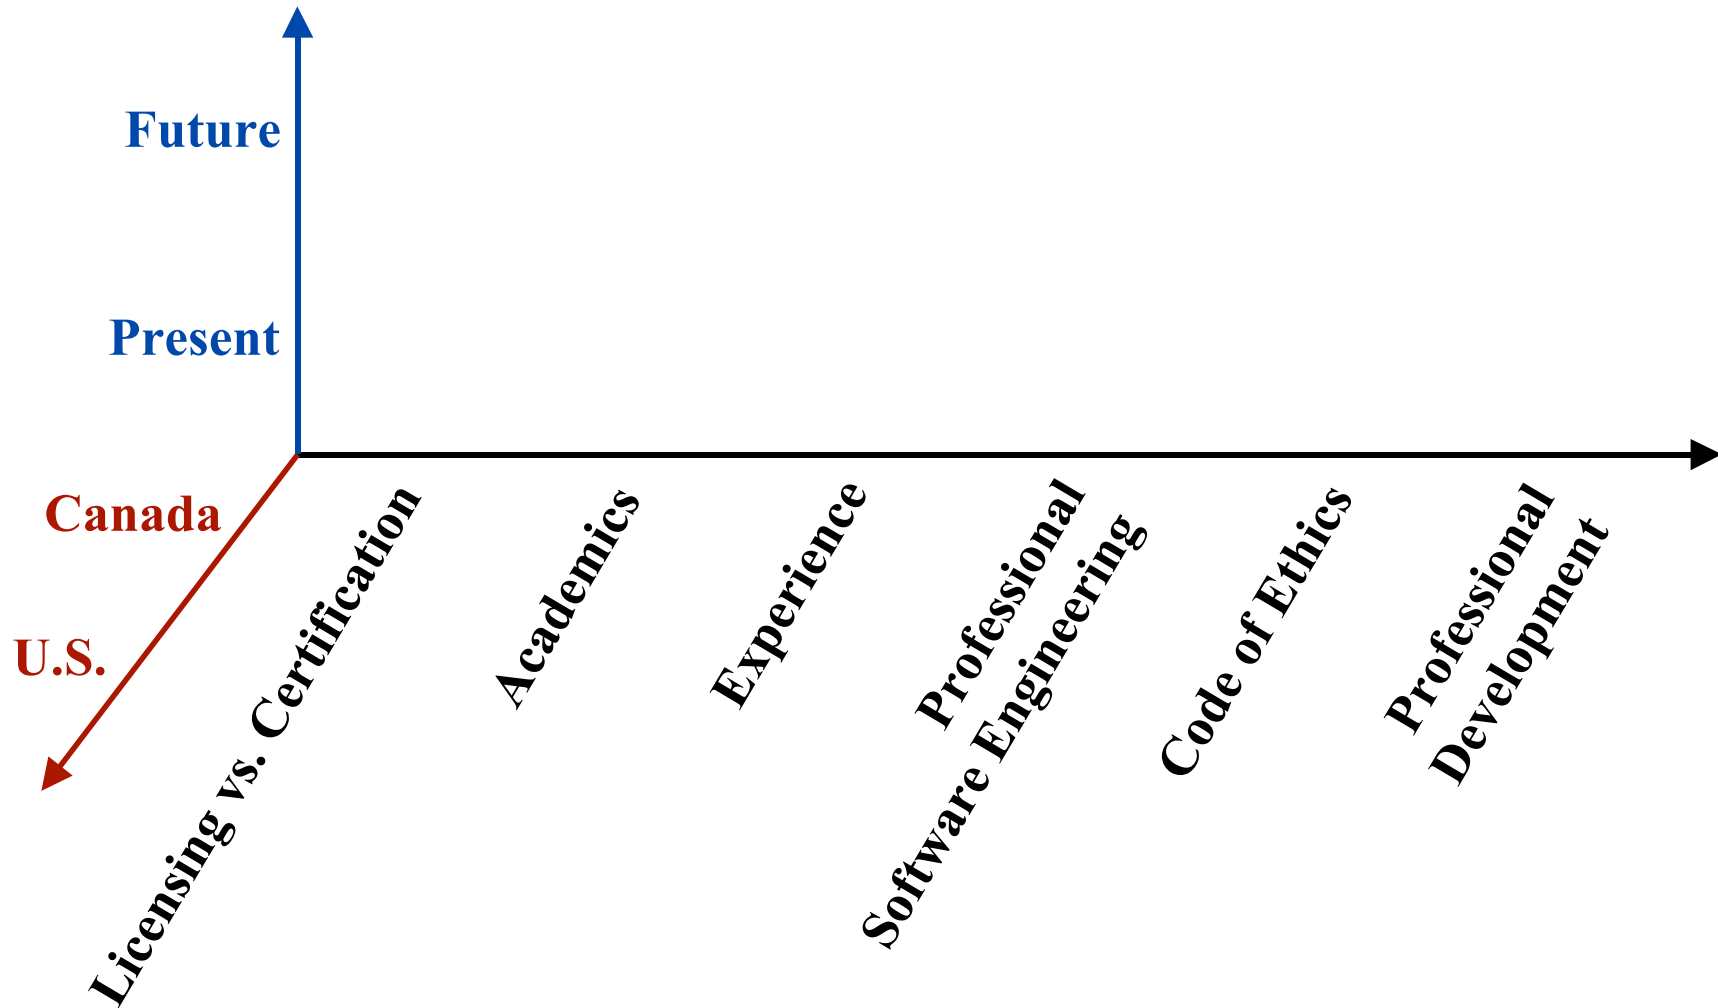 Future
Present
Canada
U.S.
Licensing vs. Certification
Academics
Experience
Professional
Software Engineering
Code of Ethics
Professional
Development